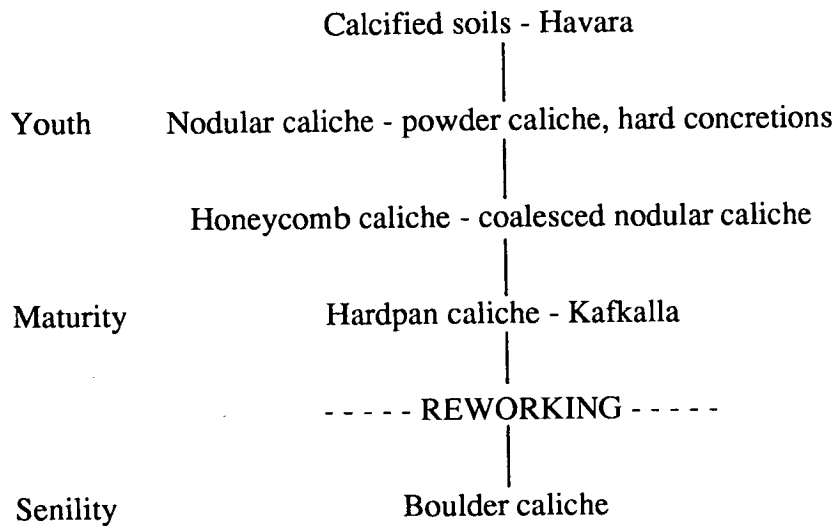 Calcified soils - Havara
Youth Nodular caliche - powder caliche, hard concretions
Honeycomb caliche - coalesced nodular caliche
Maturity Hardpan caliche - Kafkalla
- - - - - REWORKING - - - - -
Senility Boulder caliche